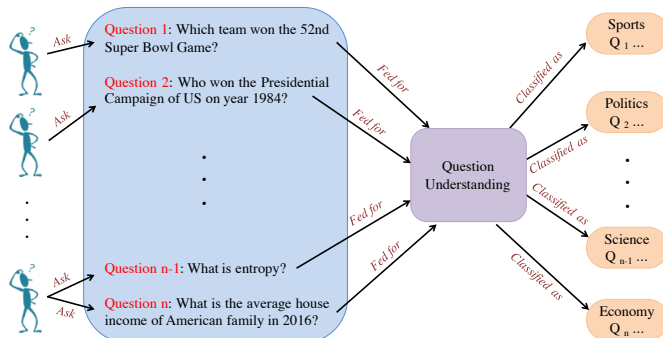 ?
Ask
Question 1: Which team won the 52nd
Super Bowl Game?
Fed for
Classified as
Sports
Q 1 ...
?
Ask
Question 2: Who won the Presidential
Campaign of US on year 1984?
Fed for
Classified as
Politics
Q 2 ...
Question
Understanding
?
Ask
Question n-1: What is entropy?
Fed for
Classified as
Science
Q n-1 ...
Ask
Question n: What is the average house
income of American family in 2016?
Fed for
Classified as
Economy
Q n ...